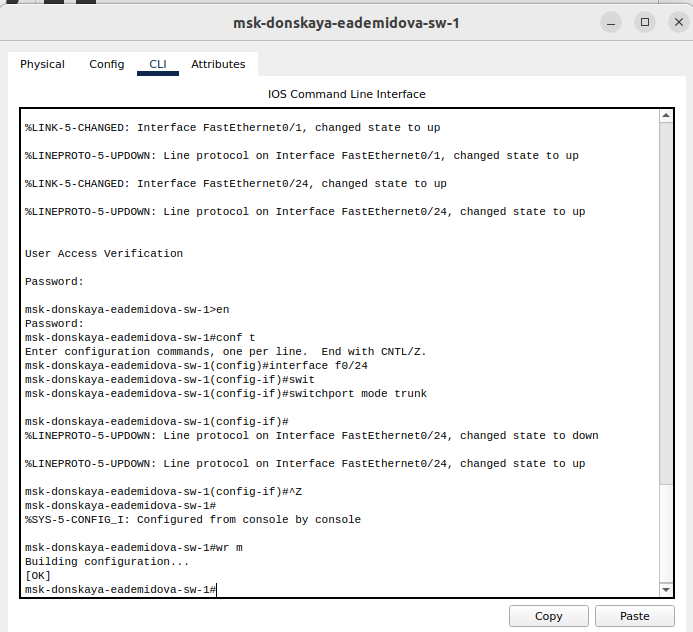 msk-donskaya-eademidova-sw-1
Physical Config CLI Attributes
IOS Command Line Interface
%LINK-5-CHANGED: Interface FastEthernet0/1, changed state to up
%LINEPROTO-5-UPDOWN: Line protocol on Interface FastEthernet0/1, changed state to up
%LINK-5-CHANGED: Interface FastEthernet0/24, changed state to up
%LINEPROTO-5-UPDOWN: Line protocol on Interface FastEthernet0/24, changed state to up
User Access Verification
Password:
msk-donskaya-eademidova-sw-1>en
Password:
msk-donskaya-eademidova-sw-1#conf t
Enter configuration commands, one per line.  End with CNTL/Z.
msk-donskaya-eademidova-sw-1(config)#interface f0/24
msk-donskaya-eademidova-sw-1(config-if)#swit
msk-donskaya-eademidova-sw-1(config-if)#switchport mode trunk
msk-donskaya-eademidova-sw-1(config-if)#
%LINEPROTO-5-UPDOWN: Line protocol on Interface FastEthernet0/24, changed state to down
%LINEPROTO-5-UPDOWN: Line protocol on Interface FastEthernet0/24, changed state to up
msk-donskaya-eademidova-sw-1(config-if)#^Z
msk-donskaya-eademidova-sw-1#
%SYS-5-CONFIG_I: Configured from console by console
msk-donskaya-eademidova-sw-1#wr m
Building configuration...
[OK]
msk-donskaya-eademidova-sw-1#
Copy Paste